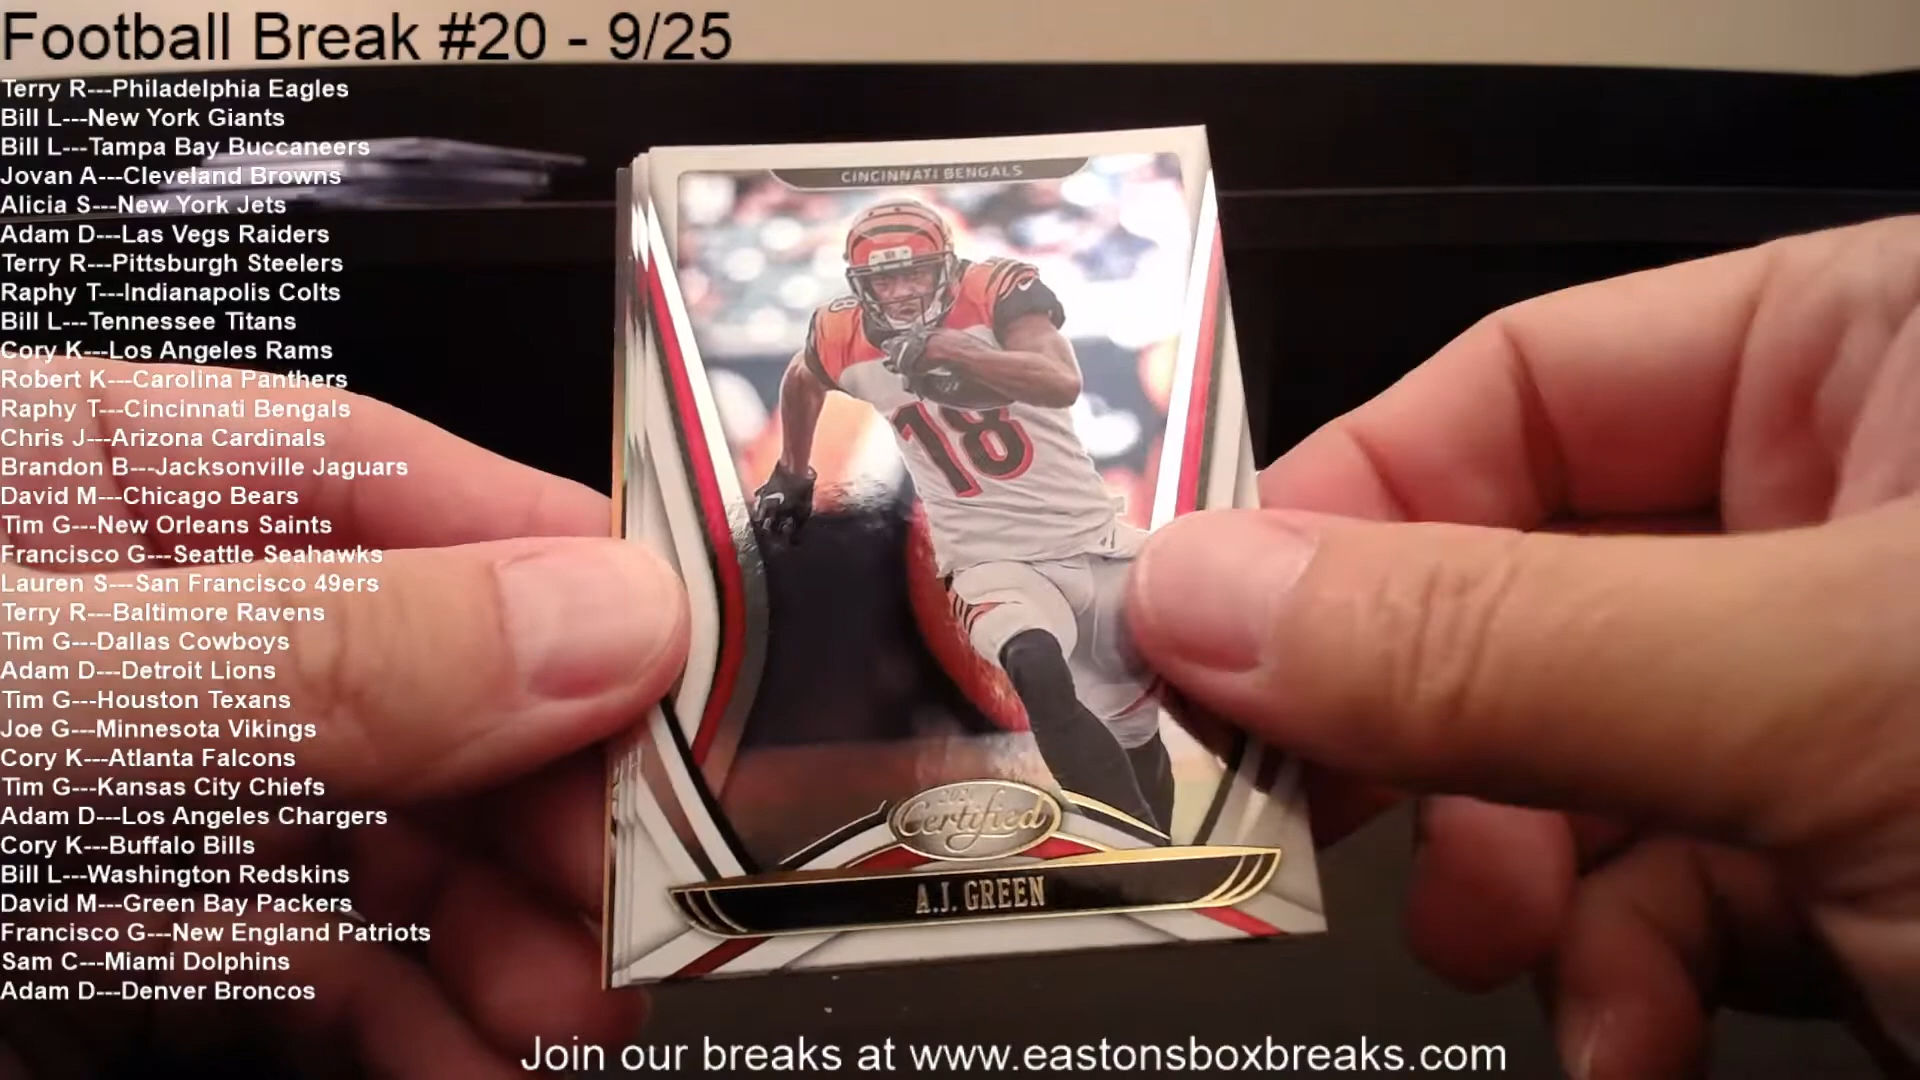 Football Break #20 - 9/25
Terry R---Philadelphia Eagles
Bill L---New York Giants
Bill L---Tampa Bay Buccaneers
Jovan A---Cleveland Browns
Alicia S---New York Jets
Adam D---Las Vegs Raiders
Terry R---Pittsburgh Steelers
Raphy T---Indianapolis Colts
Bill L---Tennessee Titans
Cory K---Los Angeles Rams
Robert K---Carolina Panthers
Raphy T---Cincinnati Bengals
Chris J---Arizona Cardinals
Brandon B---Jacksonville Jaguars
David M---Chicago Bears
Tim G---New Orleans Saints
Francisco G---Seattle Seahawks
Lauren S---San Francisco 49ers
Terry R---Baltimore Ravens
Tim G---Dallas Cowboys
Adam D---Detroit Lions
Tim G---Houston Texans
Joe G---Minnesota Vikings
Cory K---Atlanta Falcons
Tim G---Kansas City Chiefs
Adam D---Los Angeles Chargers
Cory K---Buffalo Bills
Bill L---Washington Redskins
David M---Green Bay Packers
Francisco G---New England Patriots
Sam C---Miami Dolphins
Adam D---Denver Broncos
CINCINNATI BENGALS
18
Certified
A.J. GREEN
Join our breaks at www.eastonsboxbreaks.com